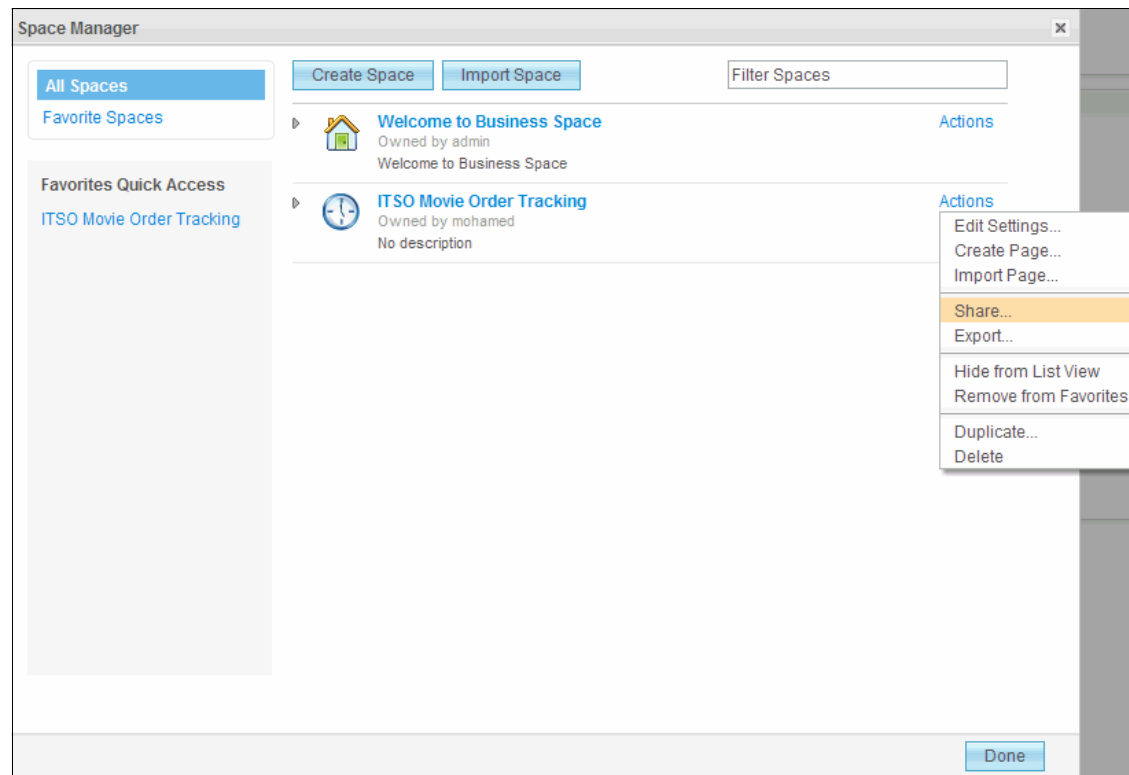 Space Manager
All Spaces
Favorite Spaces
Favorites Quick Access
ITSO Movie Order Tracking
Create Space
Import Space
Filter Spaces
Welcome to Business Space
Actions
Owned by admin
Welcome to Business Space
ITSO Movie Order Tracking
Actions
Owned by mohamed
No description
Edit Settings...
Create Page...
Import Page...
Share...
Export...
Hide from List View
Remove from Favorites
Duplicate...
Delete
Done